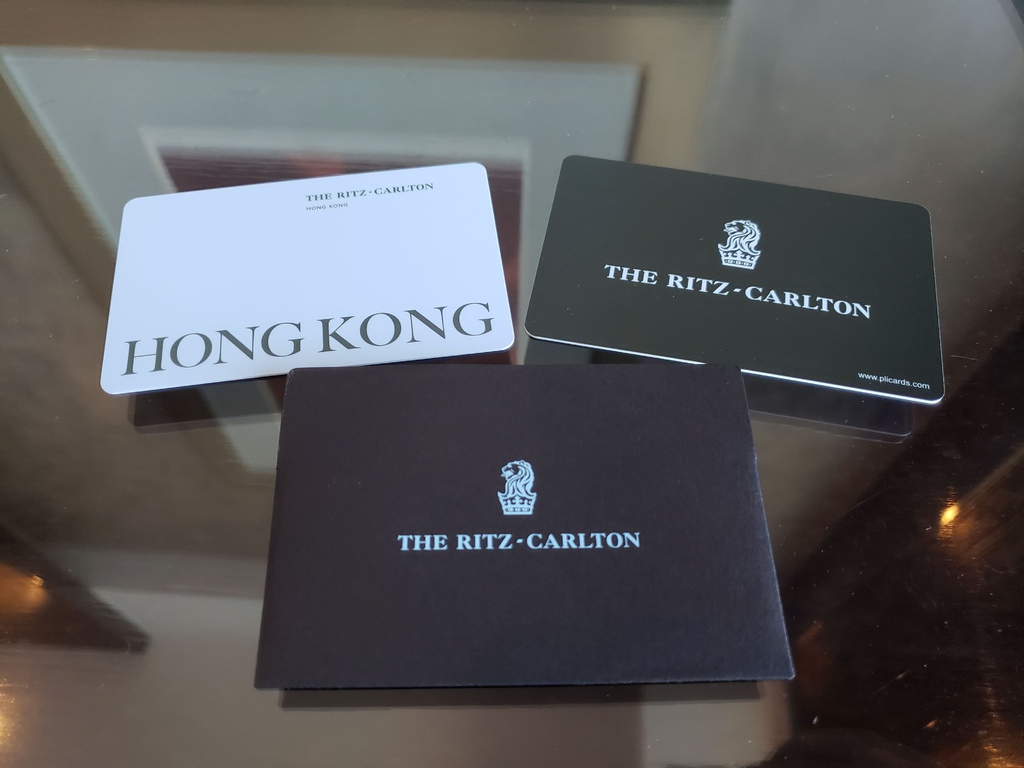 THE RITZ-CARLTON
HONG KONG
HONG KONG
THE RITZ-CARLTON
www.plicards.com
THE RITZ-CARLTON